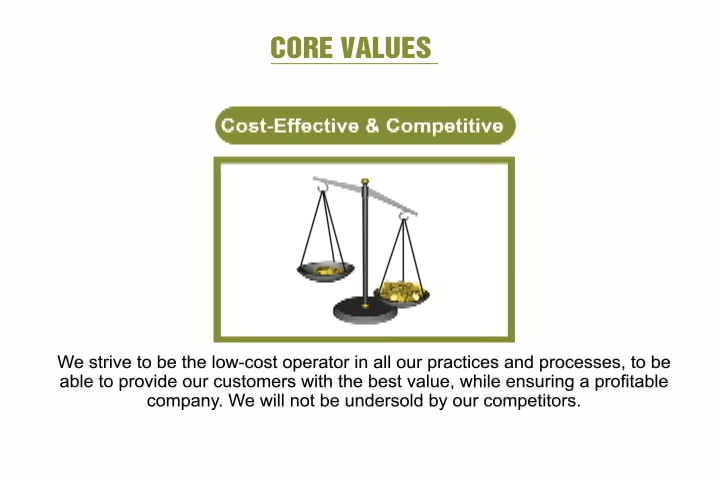 CORE VALUES
Cost-Effective & Competitive
We strive to be the low-cost operator in all our practices and processes, to be
able to provide our customers with the best value, while ensuring a profitable
company. We will not be undersold by our competitors.